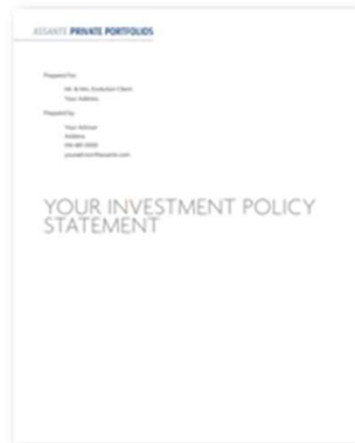 ASSANTE PRIVATE PORTFOLIOS
Prepared for:
Mr. & Mrs. Evolution Client
Your Address
Prepared by:
Your Advisor
Address
YOUR INVESTMENT POLICY
STATEMENT